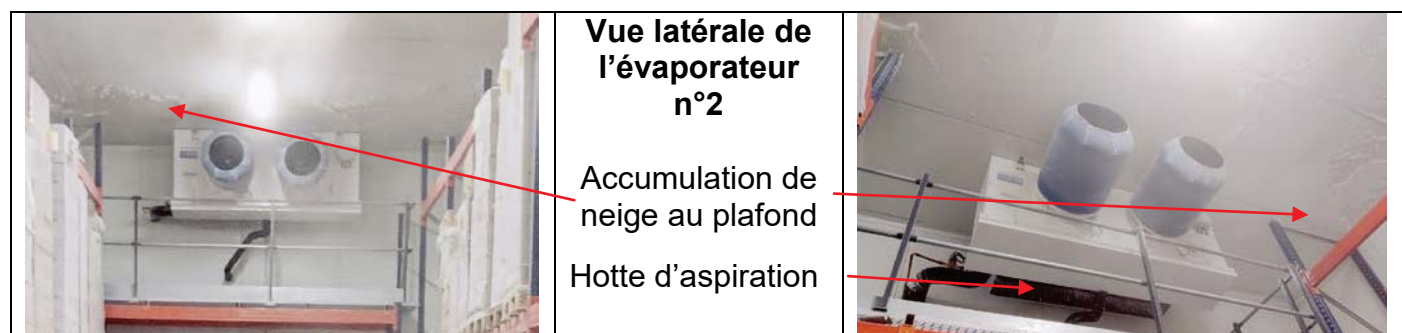 Vue latérale de
l’évaporateur
n°2
Accumulation de
neige au plafond
Hotte d’aspiration